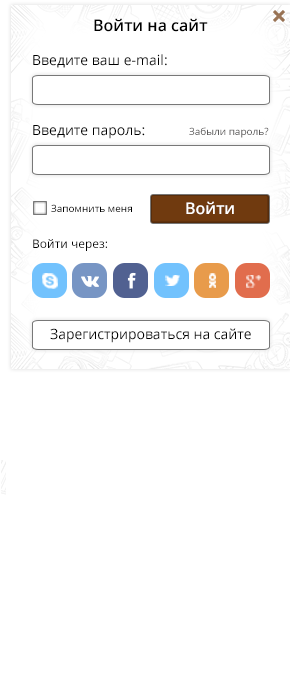 Войти на сайт
Введите ваш e-mail:
Введите пароль:
Забыли пароль?
Запомнить меня
Войти
Войти через:
Зарегистрироваться на сайте